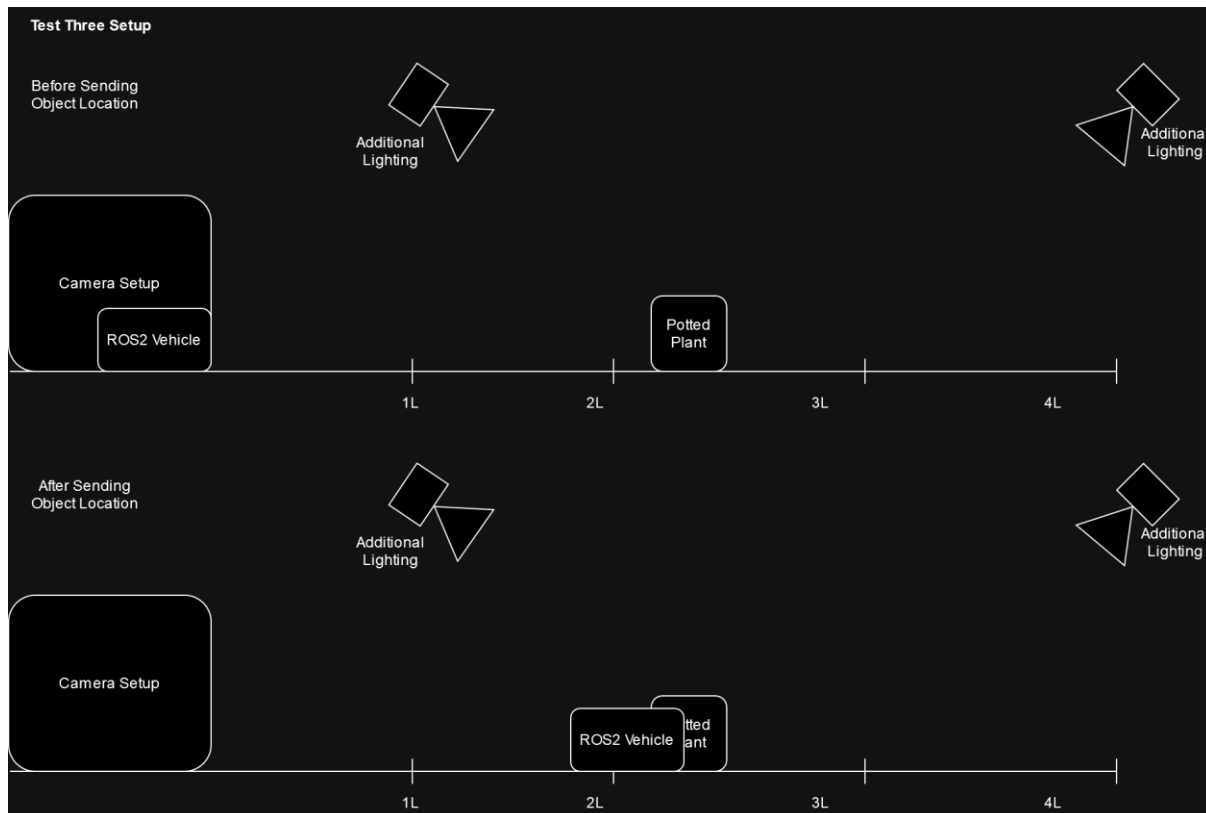 Test Three Setup
Before Sending
Object Location
Additional
Lighting
Additiona
Lighting
Camera Setup
ROS2 Vehicle
Potted
Plant
1L
2L
3L
4L
After Sending
Object Location
Additional
Lighting
Additiona
Lighting
Camera Setup
ROS2 Vehicle
tted
ant
1L
2L
3L
4L